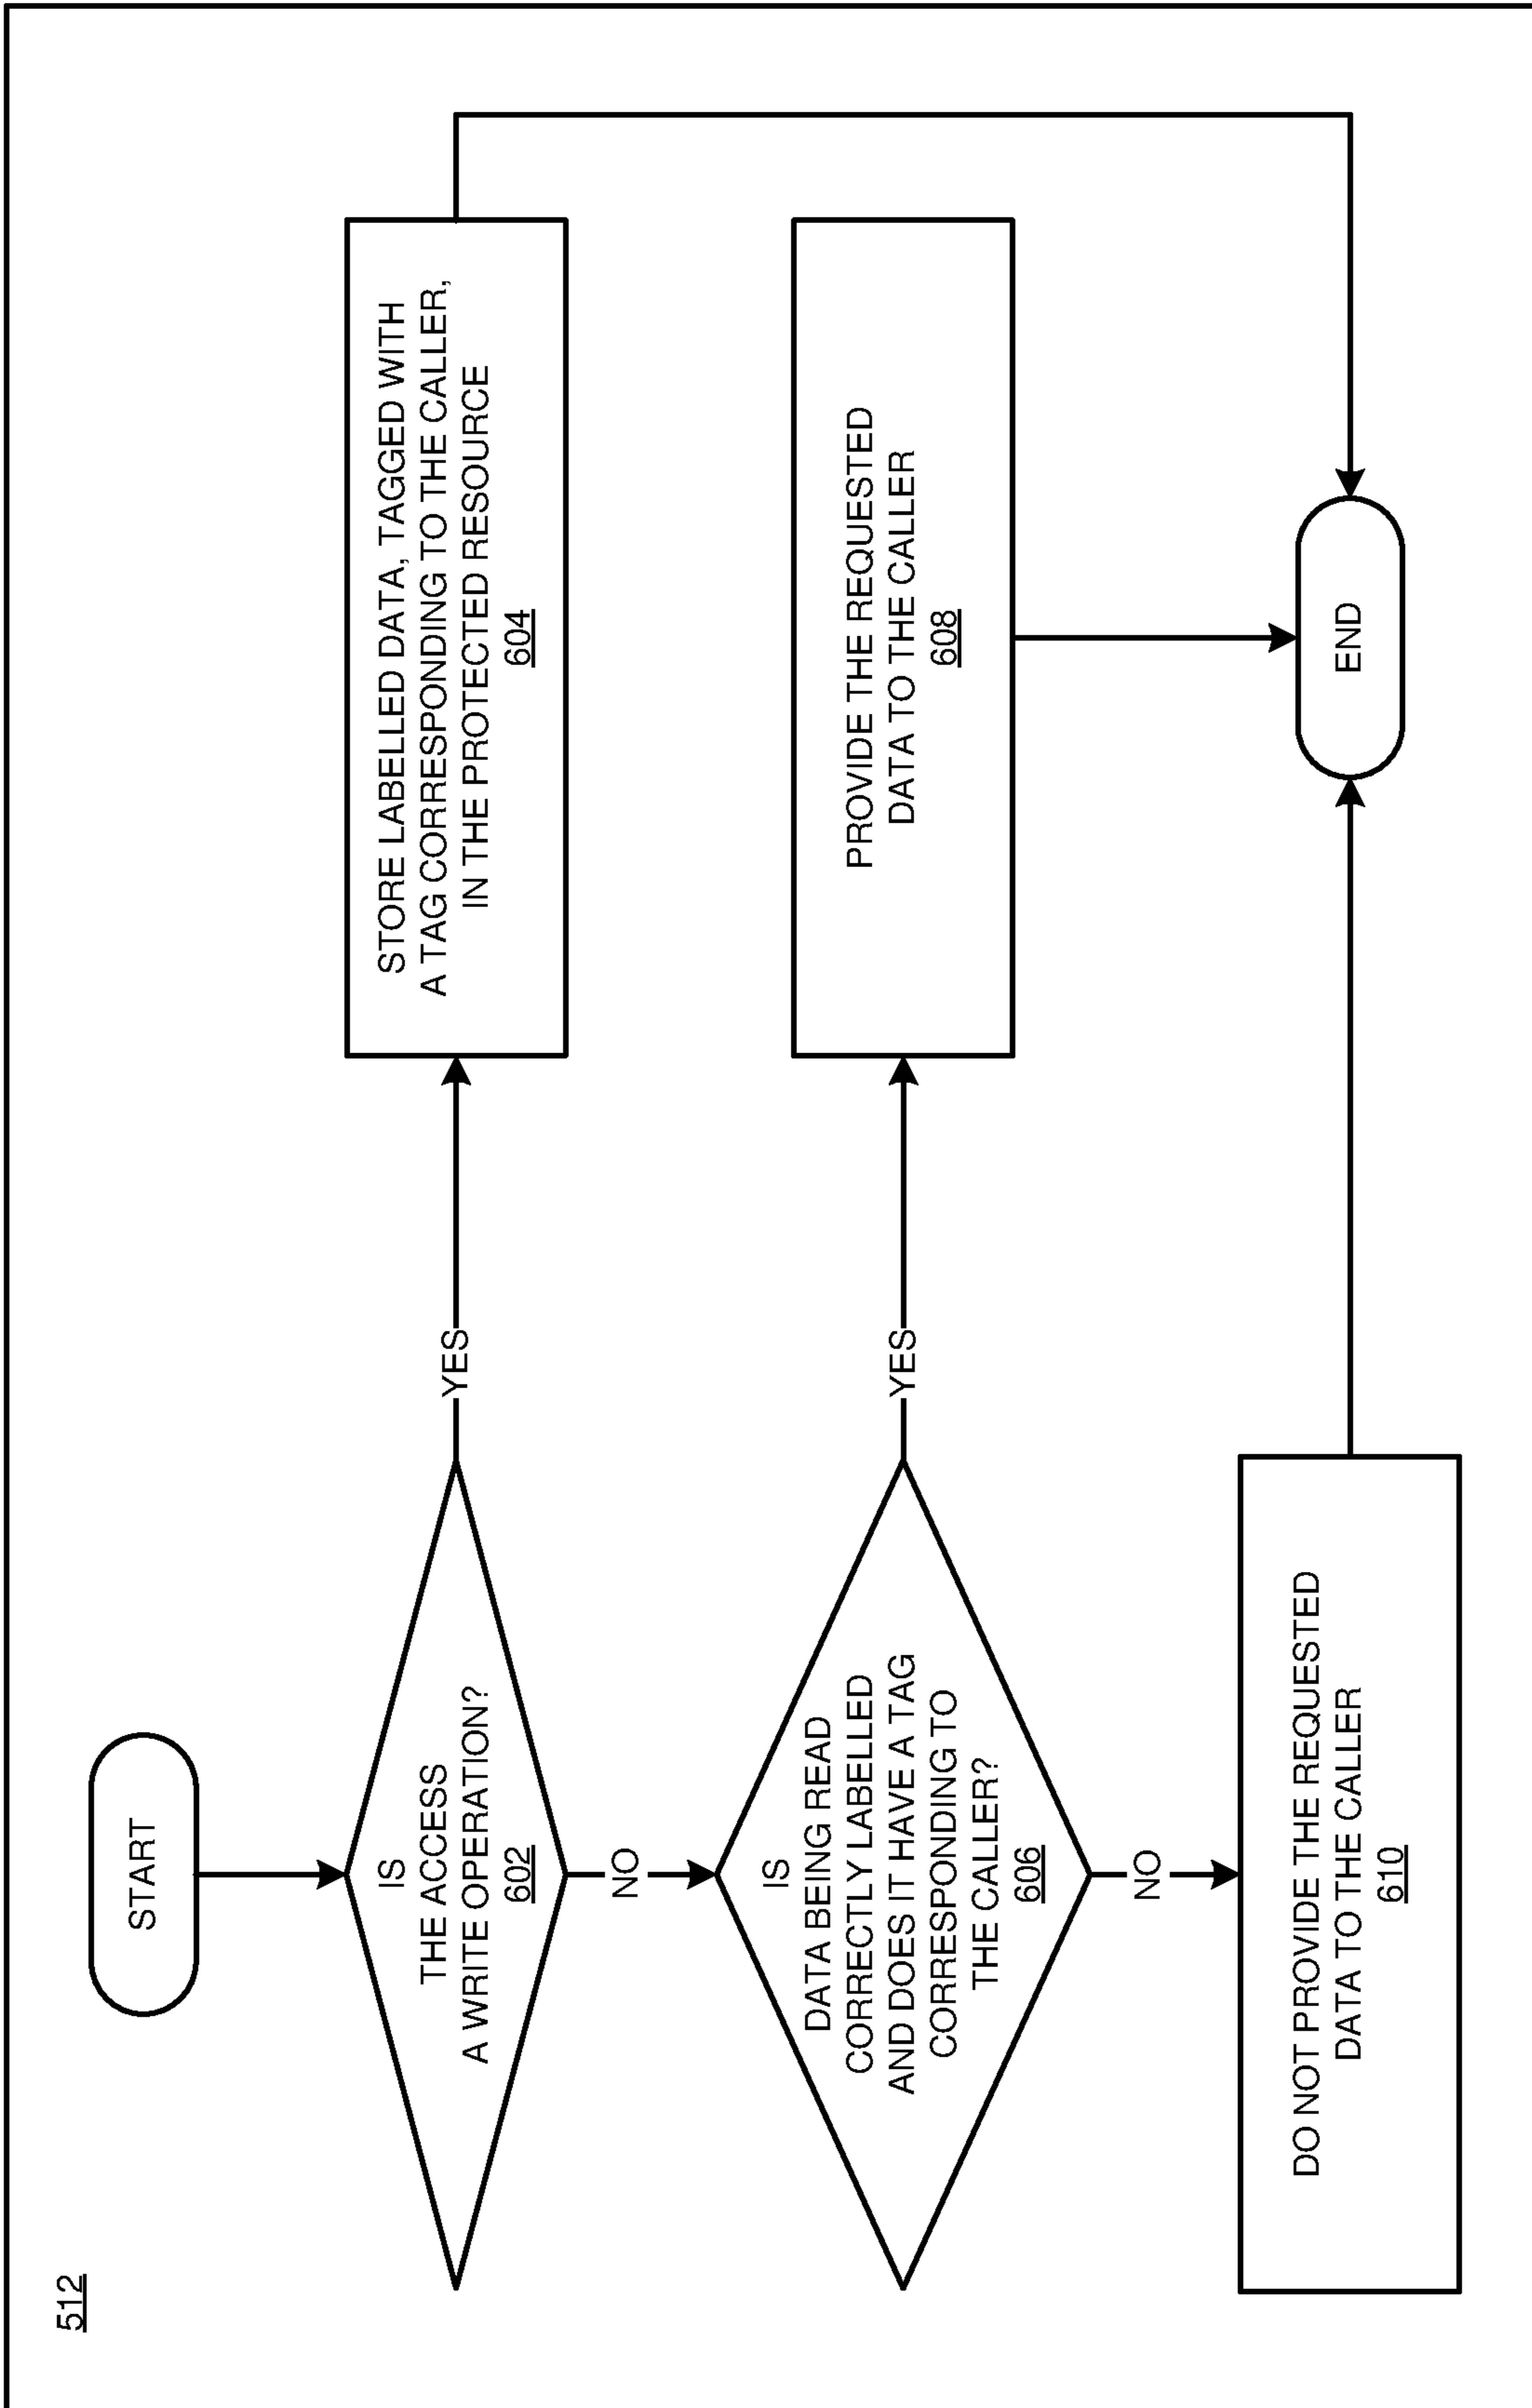 512
START
IS
THE ACCESS
A WRITE OPERATION?
602
YES
STORE LABELLED DATA, TAGGED WITH
A TAG CORRESPONDING TO THE CALLER,
IN THE PROTECTED RESOURCE
604
NO
IS
DATA BEING READ
CORRECTLY LABELLED
AND DOES IT HAVE A TAG
CORRESPONDING TO
THE CALLER?
606
YES
PROVIDE THE REQUESTED
DATA TO THE CALLER
608
NO
DO NOT PROVIDE THE REQUESTED
DATA TO THE CALLER
610
END